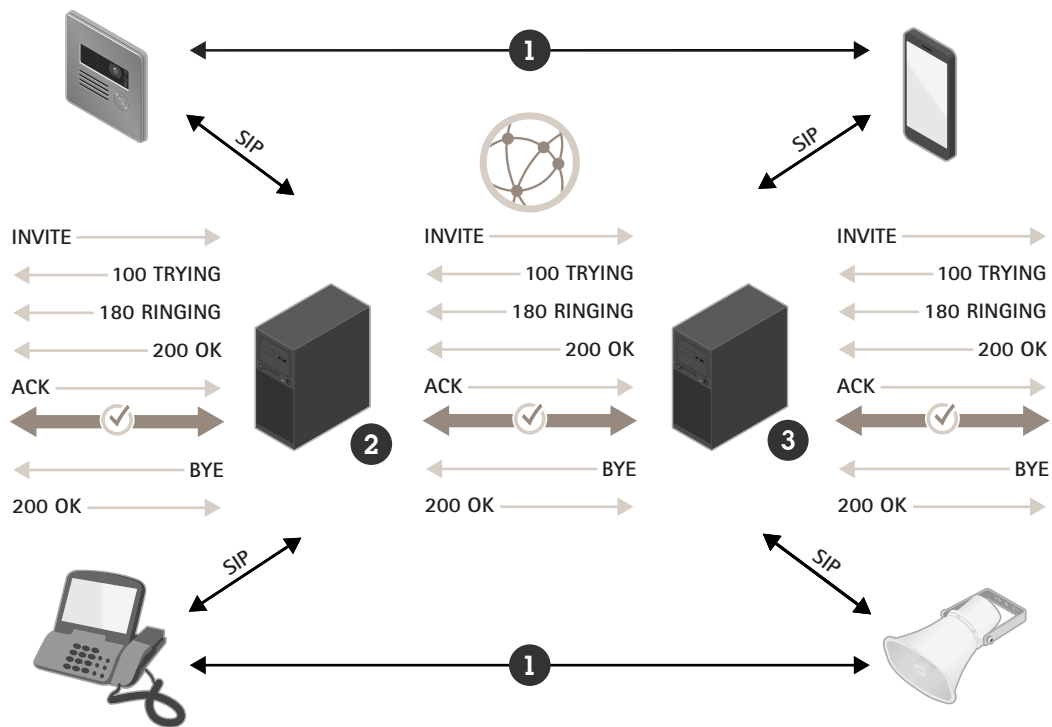 1
SIP
SIP
INVITE
100 TRYING
180 RINGING
200 OK
ACK
BYE
200 OK
2
INVITE
100 TRYING
180 RINGING
200 OK
ACK
BYE
200 OK
3
INVITE
100 TRYING
180 RINGING
200 OK
ACK
BYE
200 OK
SIP
SIP
1